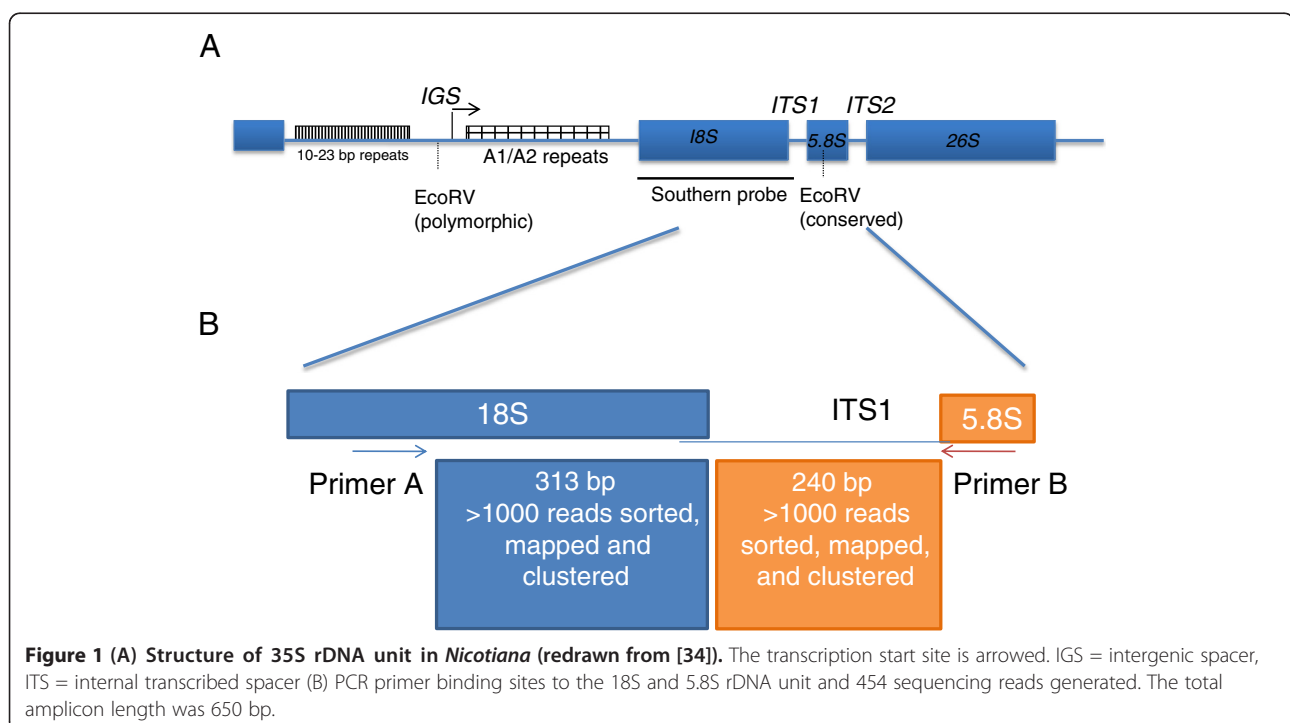 A
IGS
ITS1 ITS2
18S
5.8S
26S
10-23 bp repeats
A1/A2 repeats
EcoRV
(polymorphic)
Southern probe
EcoRV
(conserved)
B
18S
ITS1
5.8S
Primer A
Primer B
313 bp
>1000 reads sorted,
mapped and
clustered
240 bp
>1000 reads
sorted, mapped,
and clustered
Figure 1 (A) Structure of 35S rDNA unit in Nicotiana (redrawn from [34]). The transcription start site is arrowed. IGS = intergenic spacer,
ITS = internal transcribed spacer (B) PCR primer binding sites to the 18S and 5.8S rDNA unit and 454 sequencing reads generated. The total
amplicon length was 650 bp.